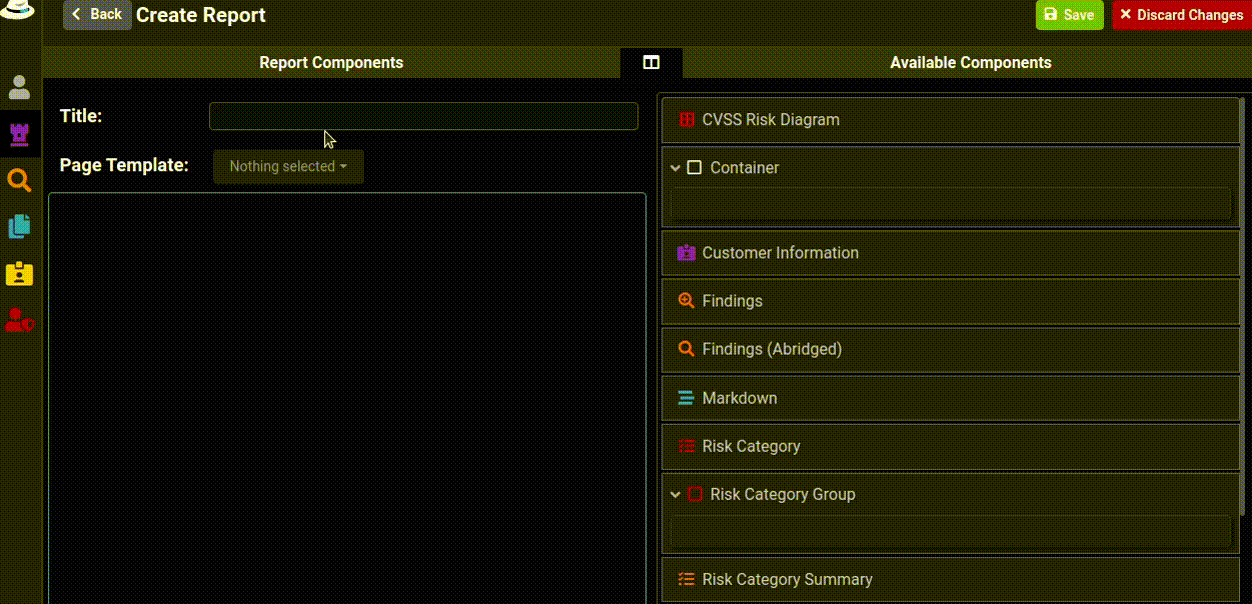 Back Create Report Save Discard Changes
Report Components Available Components
Title:
Page Template: Nothing selected
CVSS Risk Diagram
Container
Customer Information
Findings
Findings (Abridged)
Markdown
Risk Category
Risk Category Group
Risk Category Summary